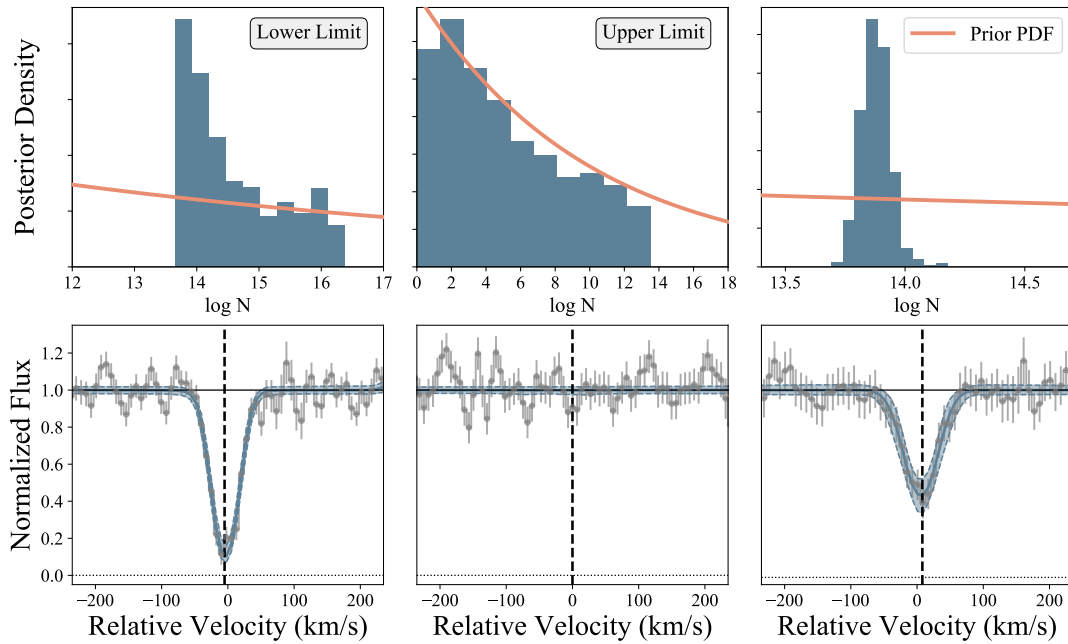 Lower Limit
Upper Limit
Prior PDF
Posterior Density
12 13 14 15 16 17
0 2 4 6 8 10 12 14 16 18
13.5 14.0 14.5
log N log N log N
Normalized Flux
1.2
1.0
0.8
0.6
0.4
0.2
0.0
−200 −100 0 100 200
−200 −100 0 100 200
−200 −100 0 100 200
Relative Velocity (km/s) Relative Velocity (km/s) Relative Velocity (km/s)